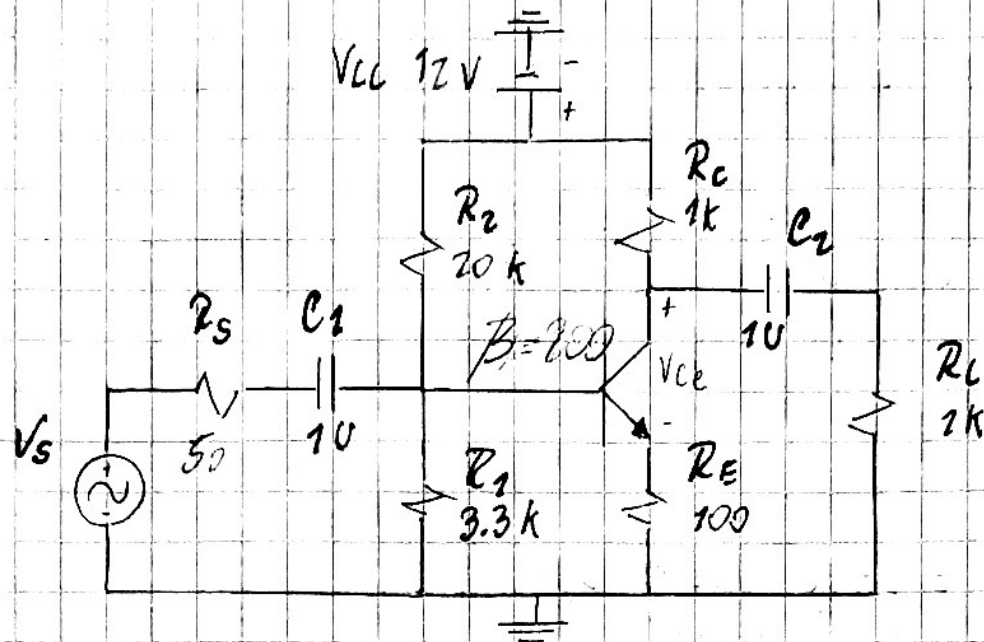 -
Vcc 12 V
+
Rc
1K
R2
20 k
C2
Rs
C1
+
1U
Vce
β=200
RL
Vs
50
1U
-
R1
3.3 k
RE
100